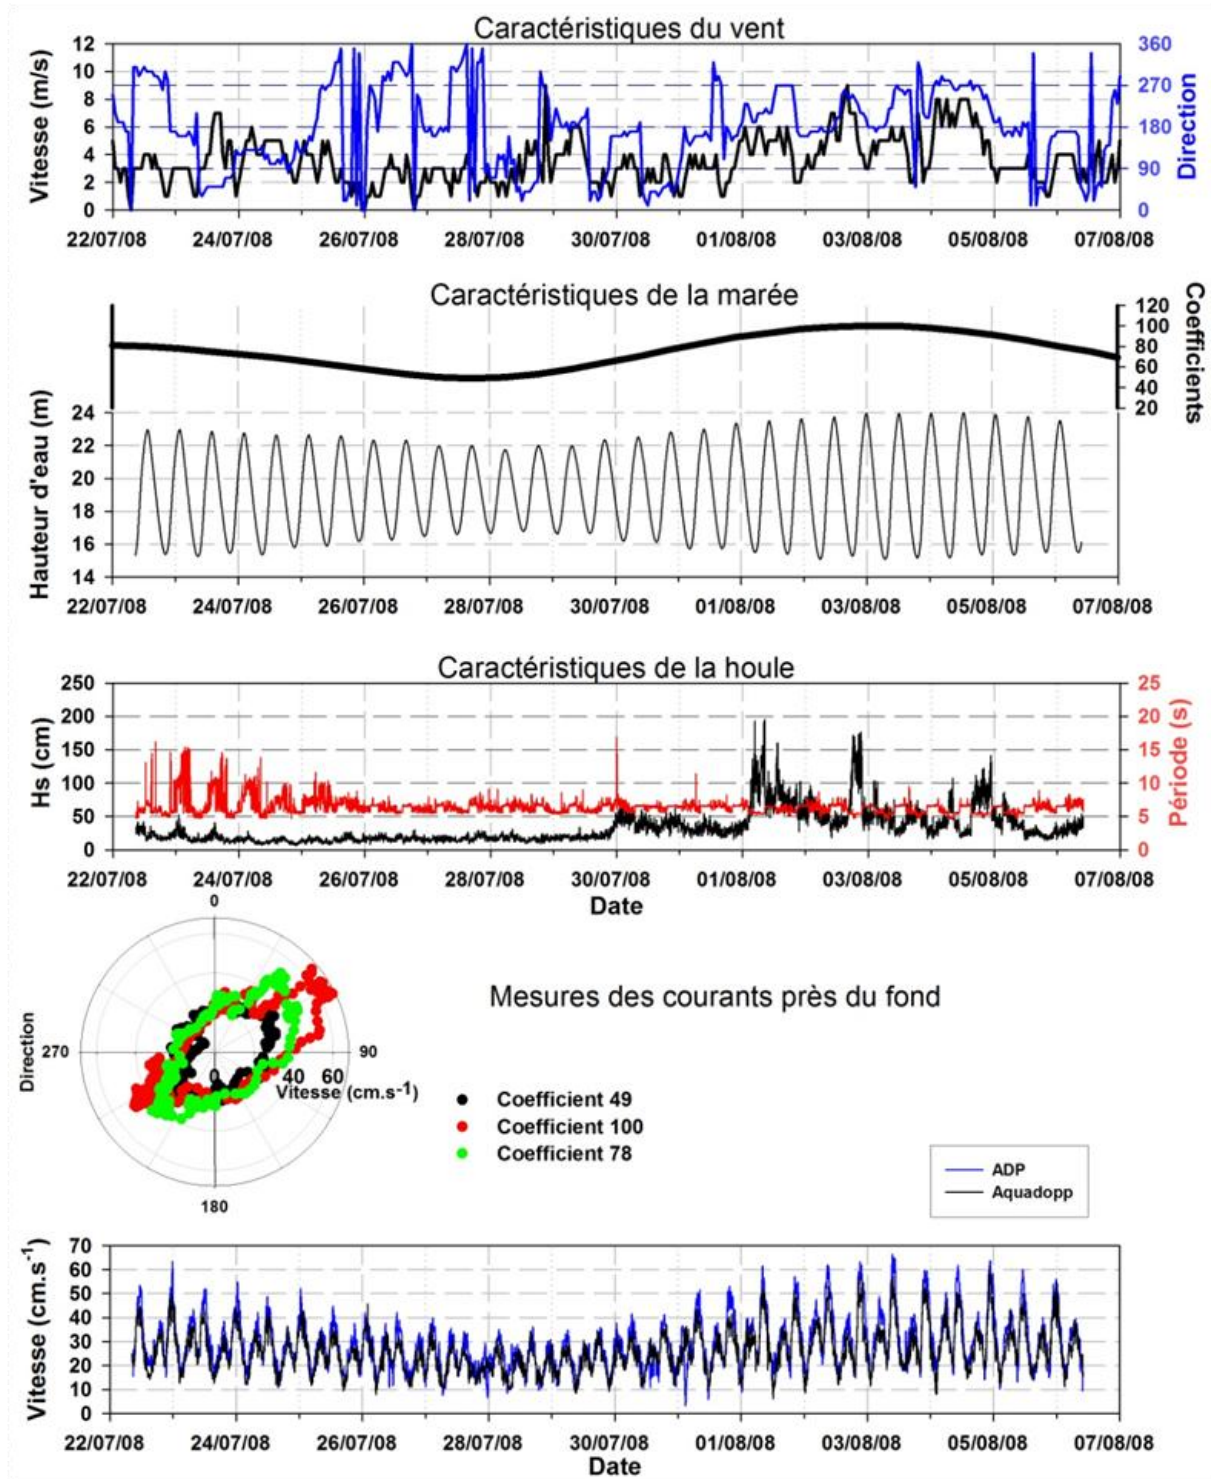 Caractéristiques du vent
Vitesse (m/s)
12
10
8
6
4
2
0
360
270
180
90
0
Direction
22/07/08 24/07/08 26/07/08 28/07/08 30/07/08 01/08/08 03/08/08 05/08/08 07/08/08
Caractéristiques de la marée
120
100
80
60
40
20
Coefficients
Hauteur d'eau (m)
24
22
20
18
16
14
22/07/08 24/07/08 26/07/08 28/07/08 30/07/08 01/08/08 03/08/08 05/08/08 07/08/08
Caractéristiques de la houle
Hs (cm)
250
200
150
100
50
0
25
20
15
10
5
0
Période (s)
22/07/08 24/07/08 26/07/08 28/07/08 30/07/08 01/08/08 03/08/08 05/08/08 07/08/08
Date
0
Mesures des courants près du fond
Direction
270
90
0 40 60
Vitesse (cm.s-1)
180
Coefficient 49
Coefficient 100
Coefficient 78
ADP
Aquadopp
Vitesse (cm.s-1)
70
60
50
40
30
20
10
0
22/07/08 24/07/08 26/07/08 28/07/08 30/07/08 01/08/08 03/08/08 05/08/08 07/08/08
Date